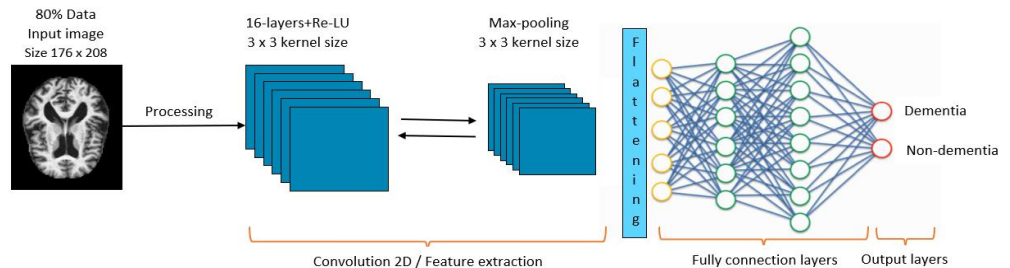 80% Data
Input image
Size 176 x 208
Processing
16-layers+Re-LU
3 x 3 kernel size
Max-pooling
3 x 3 kernel size
Flattening
Dementia
Non-dementia
Convolution 2D / Feature extraction
Fully connection layers
Output layers